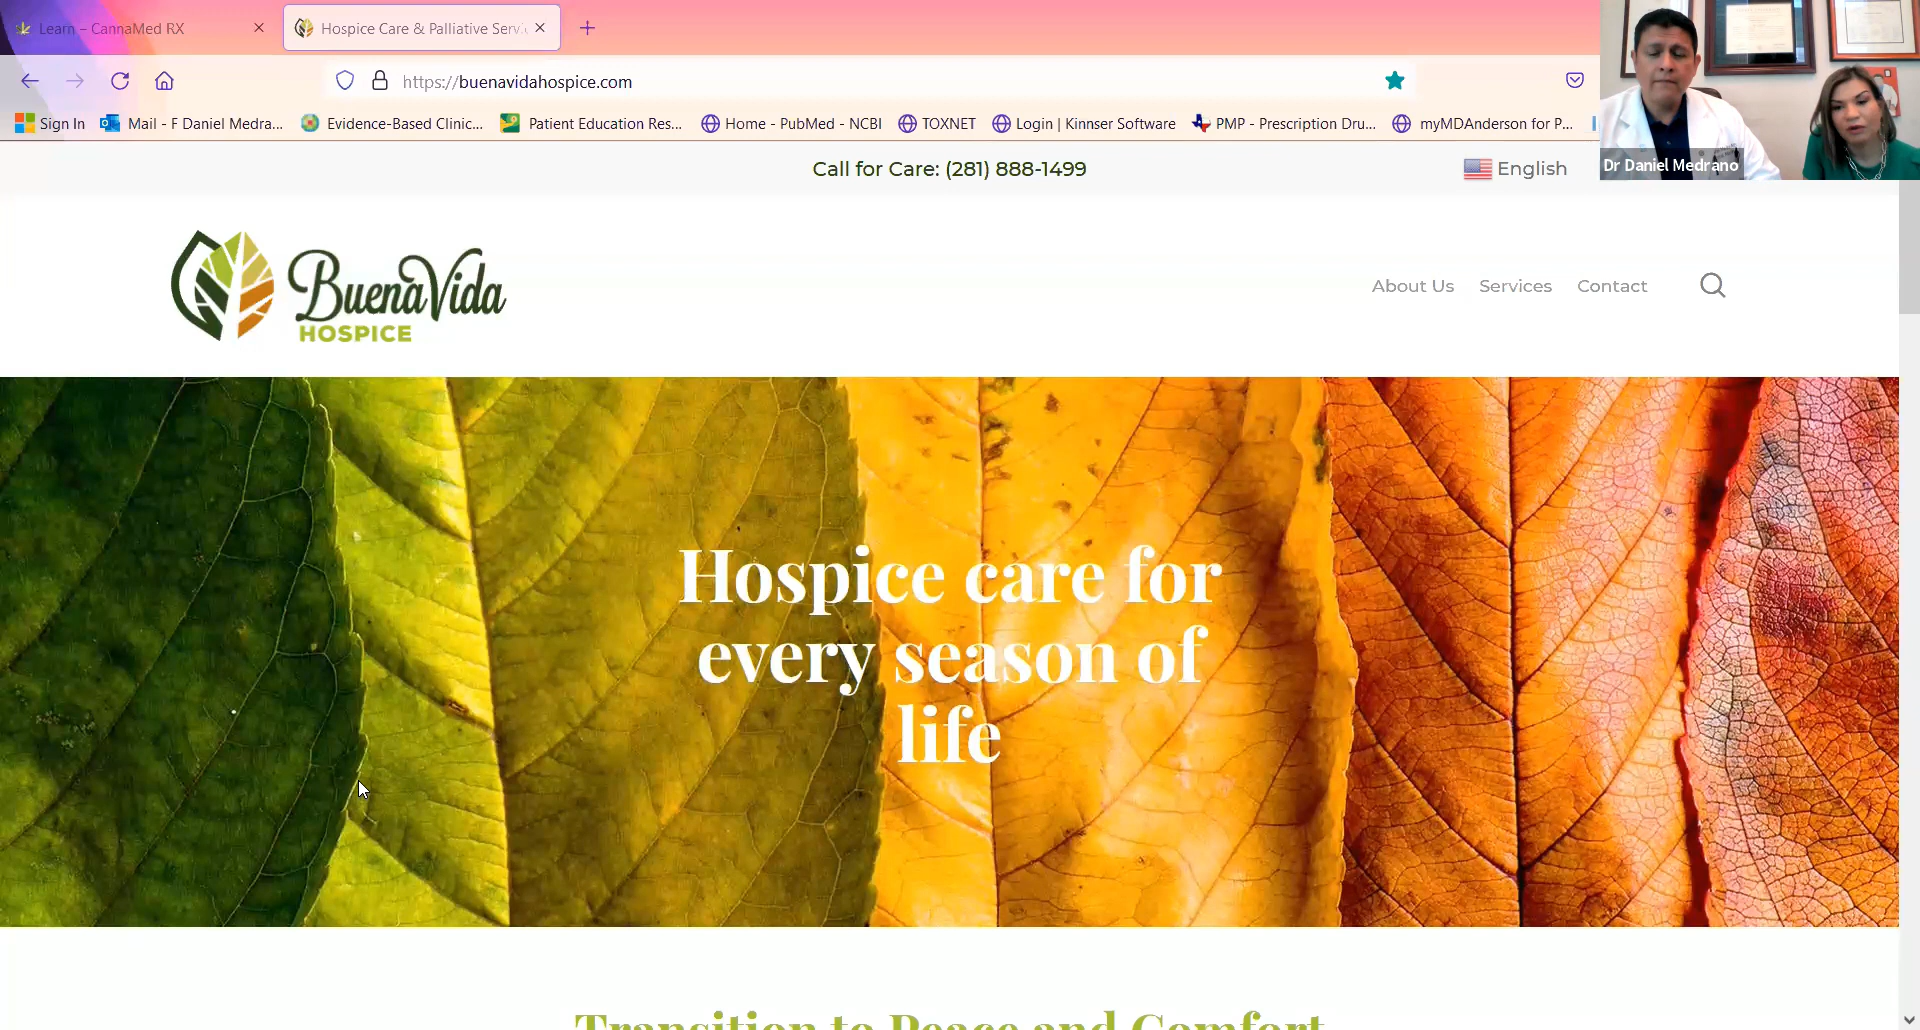 Learn – CannaMed RX
Hospice Care & Palliative Servi
https://buenavidahospice.com
Sign In
Mail - F Daniel Medra...
Evidence-Based Clinic...
Patient Education Res...
Home - PubMed - NCBI
TOXNET
Login | Kinnser Software
PMP - Prescription Dru...
myMDAnderson for P...
Dr Daniel Medrano
Call for Care: (281) 888-1499
English
BuenaVida
HOSPICE
About Us
Services
Contact
Hospice care for
every season of
life
Transition to Peace and Comfort